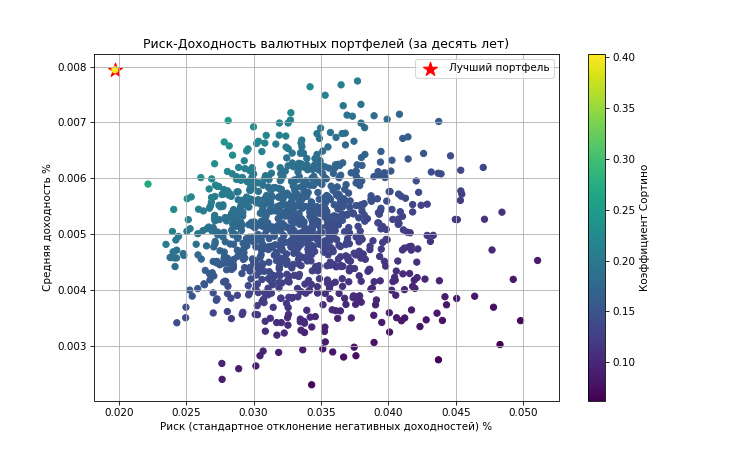 Риск-Доходность валютных портфелей (за десять лет)
Лучший портфель
Средняя доходность %
0.008
0.007
0.006
0.005
0.004
0.003
0.020 0.025 0.030 0.035 0.040 0.045 0.050
Риск (стандартное отклонение негативных доходностей) %
0.40
0.35
0.30
0.25
0.20
0.15
0.10
Коэффициент Сортино